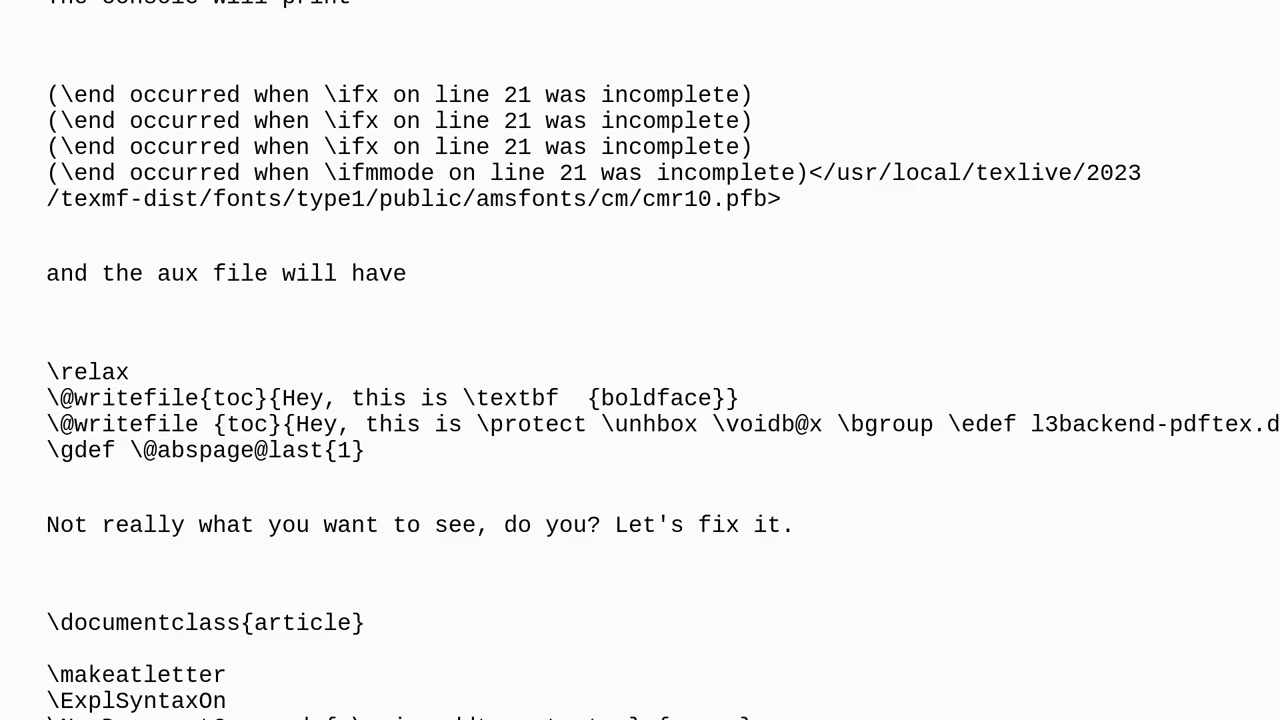 The console will print
(\end occurred when \ifx on line 21 was incomplete)
(\end occurred when \ifx on line 21 was incomplete)
(\end occurred when \ifx on line 21 was incomplete)
(\end occurred when \ifmmode on line 21 was incomplete)</usr/local/texlive/2023
/texmf-dist/fonts/type1/public/amsfonts/cm/cmr10.pfb>
and the aux file will have
\relax
\@writefile{toc}{Hey, this is \textbf  {boldface}}
\@writefile {toc}{Hey, this is \protect \unhbox \voidb@x \bgroup \edef l3backend-pdftex.d
\gdef \@abspage@last{1}
Not really what you want to see, do you? Let's fix it.
\documentclass{article}
\makeatletter
\ExplSyntaxOn